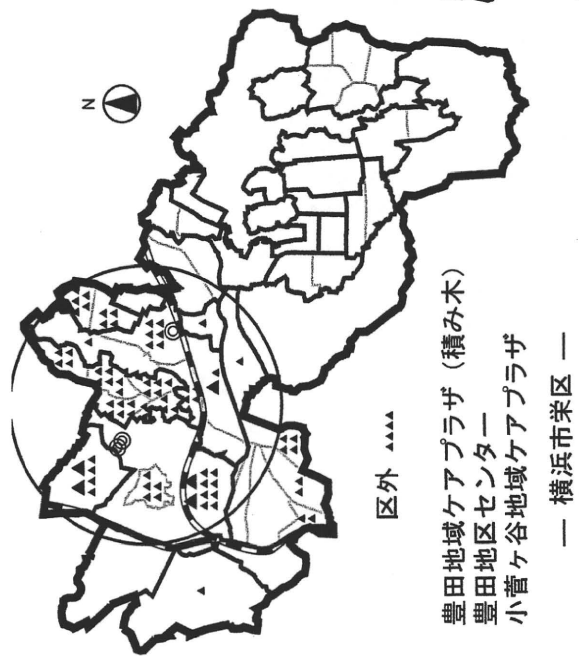 N
区外
豊田地域ケアプラザ（積み木）
豊田地区センター
小菅ヶ谷地域ケアプラザ
― 横浜市栄区 ―